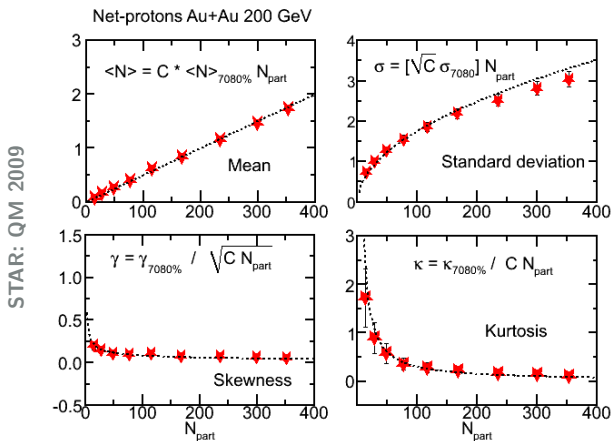 Net-protons Au+Au 200 GeV
STAR: QM 2009
3
2
1
0
0 100 200 300 400
<N> = C * <N>7080% Npart
Mean
4
3
2
1
0
0 100 200 300 400
σ = [√C σ7080] Npart
Standard deviation
1.5
1.0
0.5
0.0
-0.5
0 100 200 300 400
γ = γ7080% / √C Npart
Skewness
Npart
3
2
1
0
0 100 200 300 400
κ = κ7080% / C Npart
Kurtosis
Npart